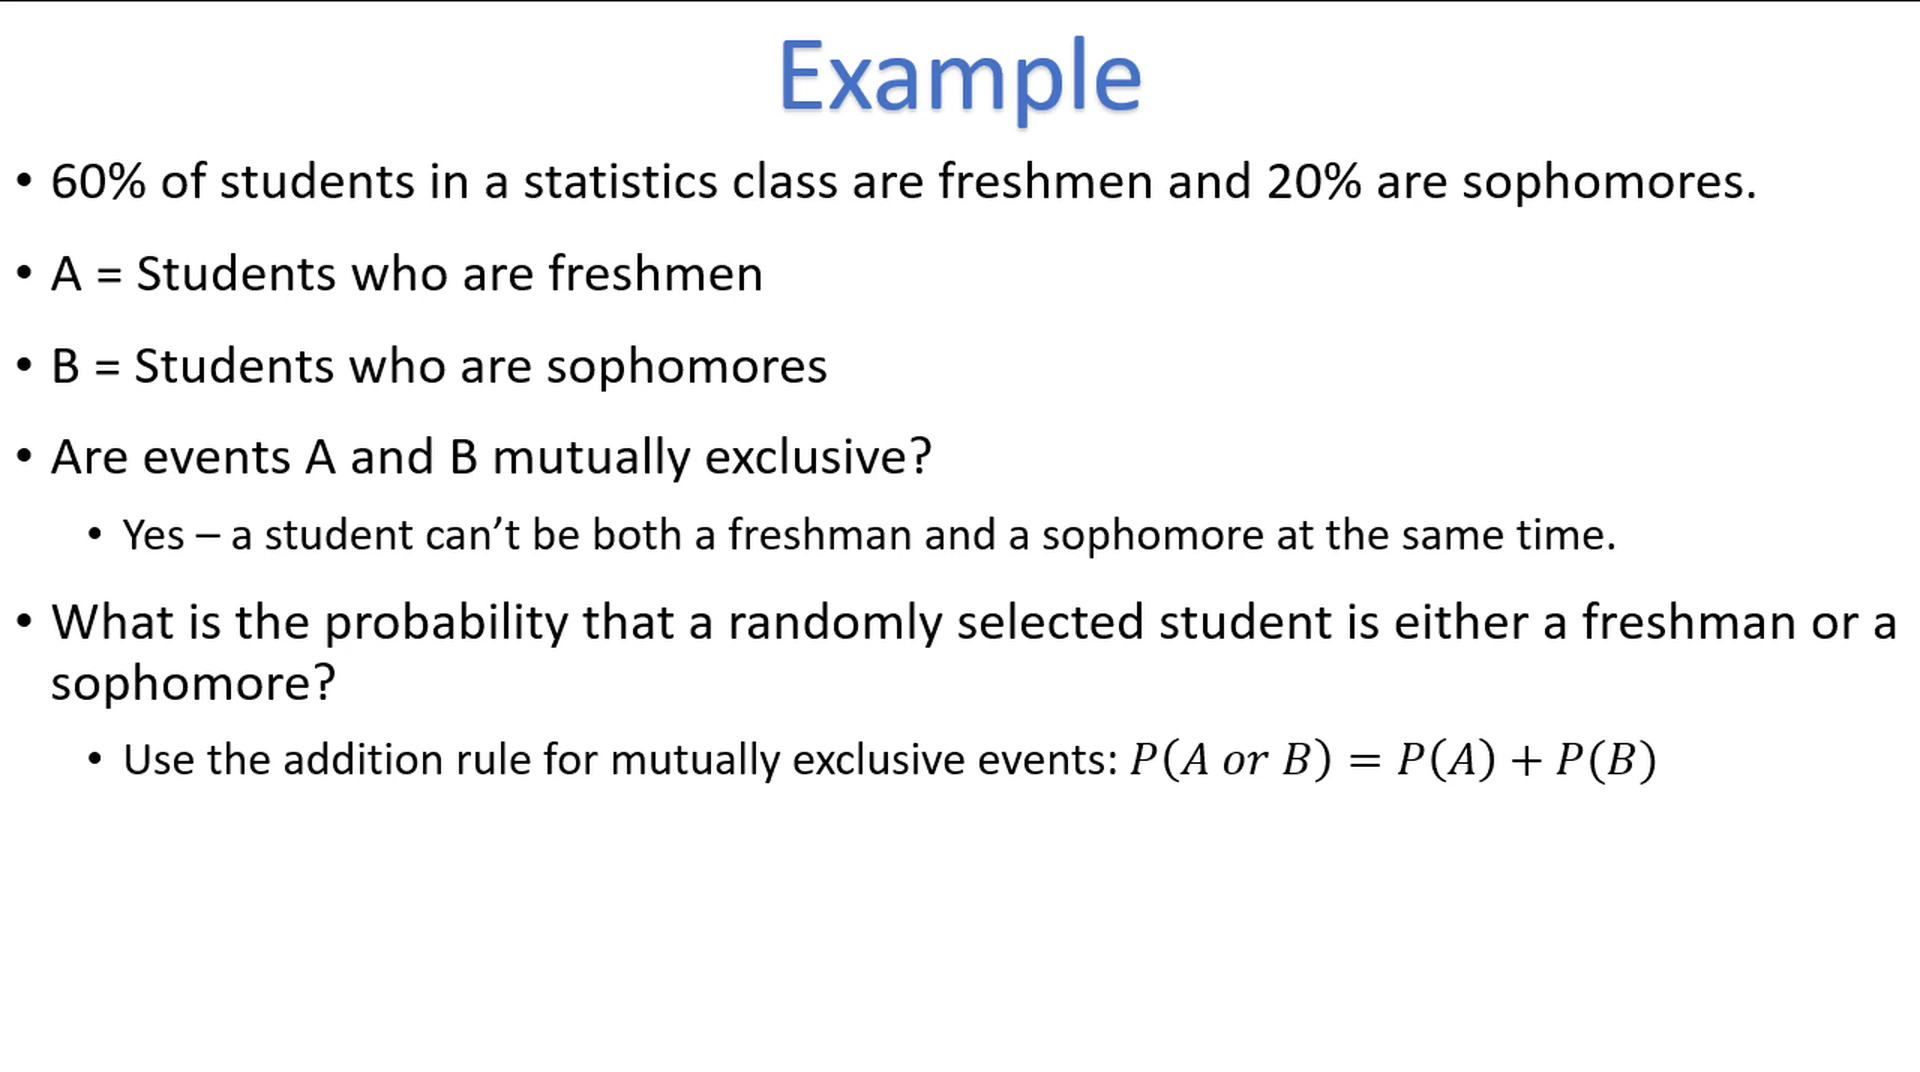 Example
• 60% of students in a statistics class are freshmen and 20% are sophomores.
• A = Students who are freshmen
• B = Students who are sophomores
• Are events A and B mutually exclusive?
• Yes – a student can’t be both a freshman and a sophomore at the same time.
• What is the probability that a randomly selected student is either a freshman or a
sophomore?
• Use the addition rule for mutually exclusive events: P(A or B) = P(A) + P(B)